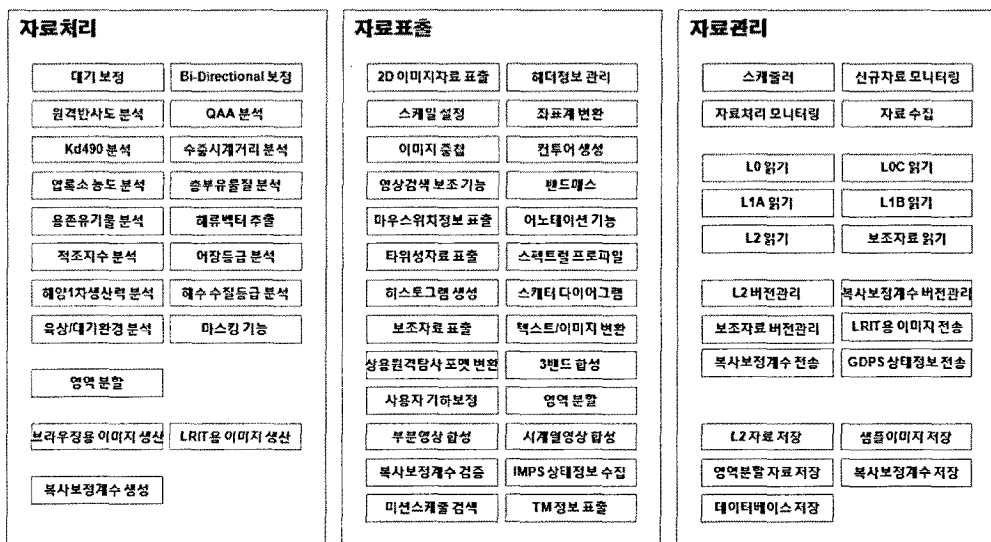 자료처리
대기 보정
Bi-Directional 보정
원격반사도 분석
QAA 분석
Kd490 분석
수중시계거리 분석
엽록소 농도 분석
총부유물질 분석
용존유기물 분석
해류벡터 추출
적조지수 분석
어장등급 분석
해양1차생산력 분석
해수 수질등급 분석
육상/대기환경 분석
마스킹 기능
영역 분할
브라우징용 이미지 생산
LRIT용 이미지 생산
복사보정계수 생성
자료표출
2D 이미지자료 표출
헤더정보 관리
스케일 설정
좌표계 변환
이미지 중첩
컨투어 생성
영상검색 보조 기능
밴드매스
마우스위치정보 표출
어노테이션 기능
타위성자료 표출
스펙트럴 프로파일
히스토그램 생성
스캐터 다이어그램
보조자료 표출
텍스트/이미지 변환
상용원격탐사 포맷 변환
3밴드 합성
사용자 기하보정
영역 분할
부분영상 합성
시계열영상 합성
복사보정계수 검증
IMPS 상태정보 수집
미션스케줄 검색
TM 정보 표출
자료관리
스케줄러
신규자료 모니터링
자료처리 모니터링
자료 수집
L0 읽기
L0C 읽기
L1A 읽기
L1B 읽기
L2 읽기
보조자료 읽기
L2 버전관리
복사보정계수 버전관리
보조자료 버전관리
LRIT용 이미지 전송
복사보정계수 전송
GDPS 상태정보 전송
L2 자료 저장
샘플이미지 저장
영역분할 자료 저장
복사보정계수 저장
데이터베이스 저장